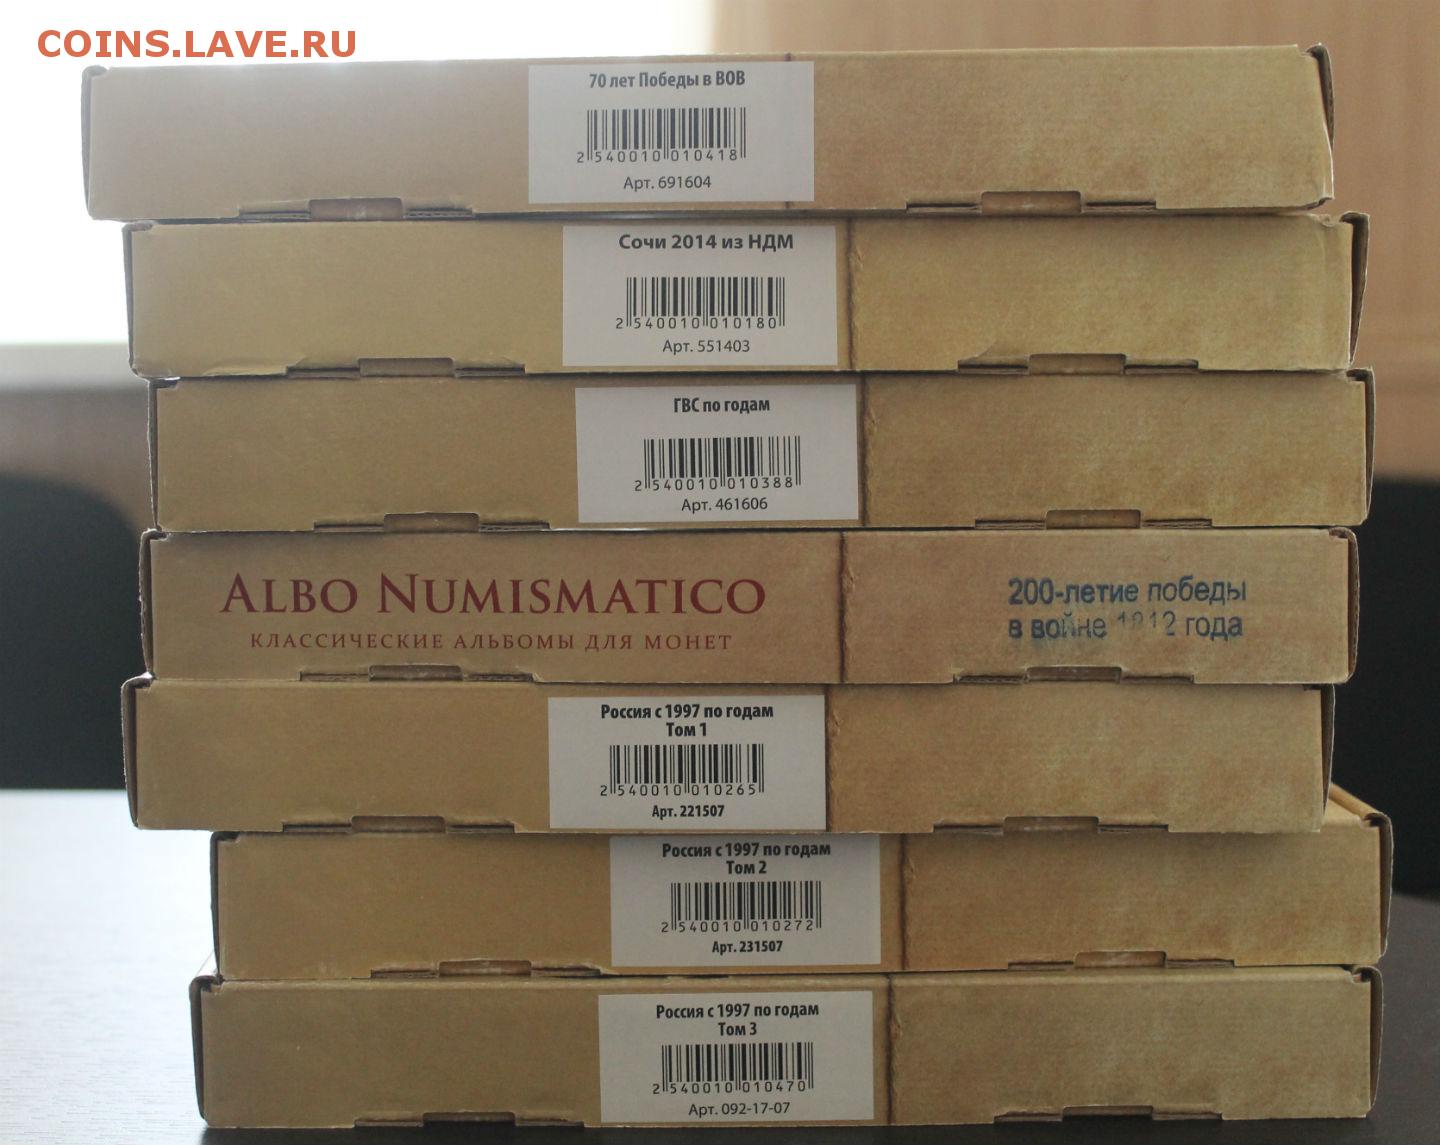 COINS.LAVE.RU
70 лет Победы в ВОВ
2 540010 010418
Арт. 691604
Сочи 2014 из НДМ
2 540010 010180
Арт. 551403
ГВС по годам
2 540010 010388
Арт. 461606
ALBO NUMISMATICO
КЛАССИЧЕСКИЕ АЛЬБОМЫ ДЛЯ МОНЕТ
200-летие победы
в войне 1812 года
Россия с 1997 по годам
Том 1
2 540010 010265
Арт. 221507
Россия с 1997 по годам
Том 2
2 540010 010272
Арт. 231507
Россия с 1997 по годам
Том 3
2 540010 010470
Арт. 092-17-07